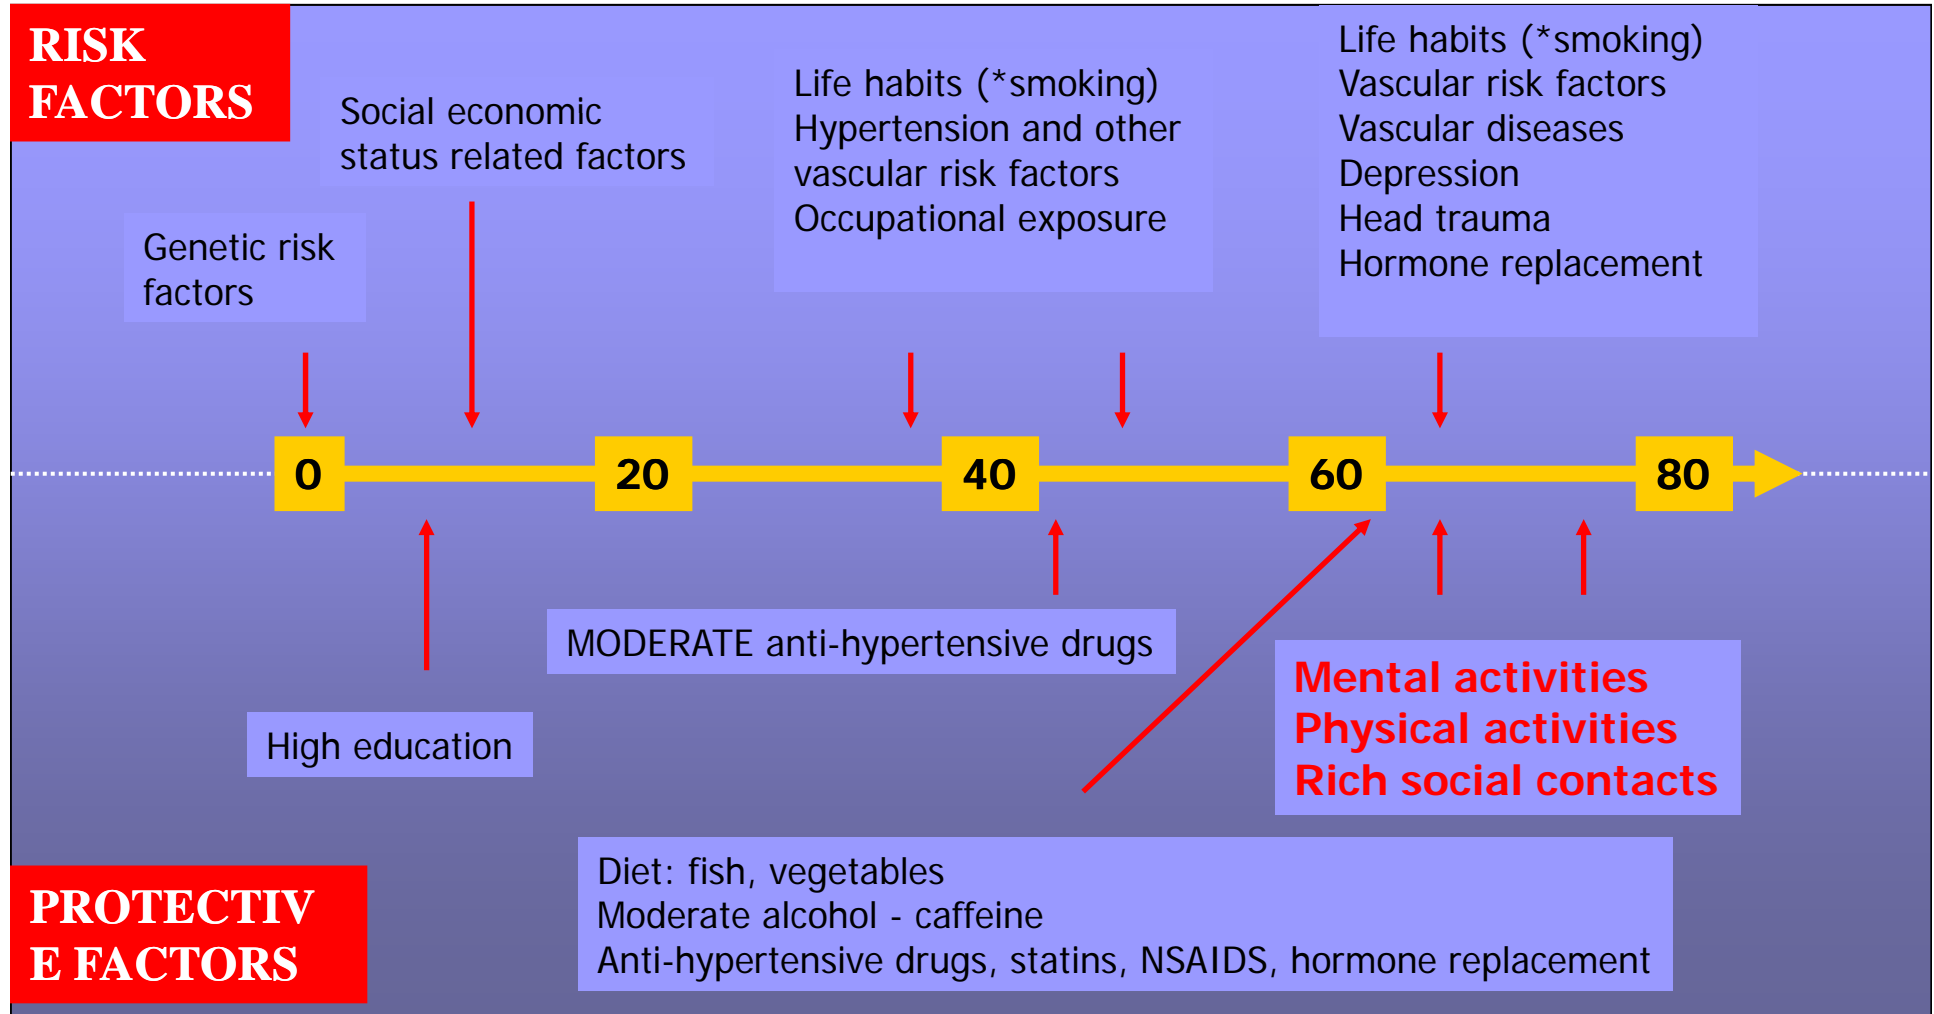 RISK
FACTORS
Social economic
status related factors
Genetic risk
factors
Life habits (*smoking)
Hypertension and other
vascular risk factors
Occupational exposure
Life habits (*smoking)
Vascular risk factors
Vascular diseases
Depression
Head trauma
Hormone replacement
0
20
40
60
80
MODERATE anti-hypertensive drugs
High education
Mental activities
Physical activities
Rich social contacts
Diet: fish, vegetables
Moderate alcohol - caffeine
Anti-hypertensive drugs, statins, NSAIDS, hormone replacement
PROTECTIV
E FACTORS